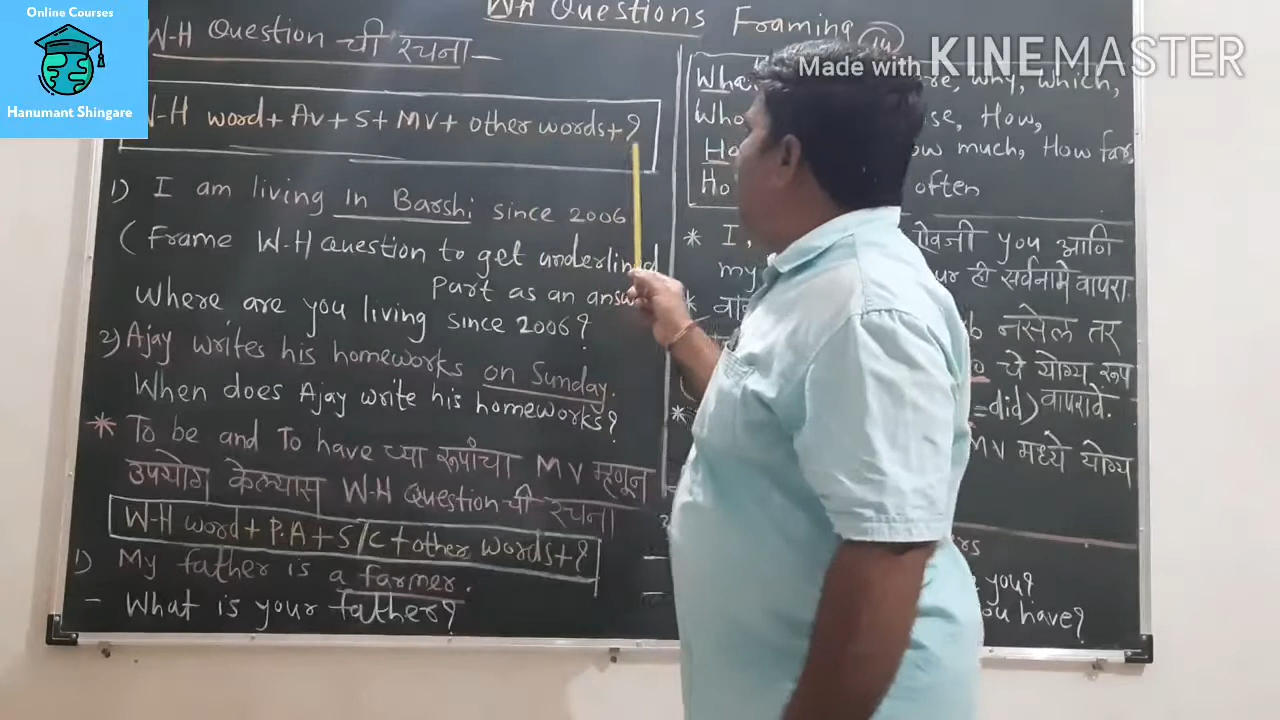 Online Courses
Hanumant Shingare
Made with KINEMASTER
WH Questions Framing 14
W-H Question ची रचना —
W-H word + AV + S + MV + other words + ?
1) I am living in Barshi since 2006
( Frame W-H Question to get underlined
Part as an
Where are you living since 2006?
2) Ajay writes his homeworks on Sunday.
When does Ajay write his homeworks?
* To be and To have च्या रूपांचा MV म्हणून
उपयोग केल्यास W-H Question ची रचना
W-H word + P.A + S/C + other words + ?
1) My father is a farmer.
- What is your father?
why, which,
How,
much, How far,
often
* I, you आणि
my ही सर्वनामे वापरा.
*
नसेल तर
चे योग्य रूप
=did) वापरावे.
*
MV मध्ये योग्य
you?
have?